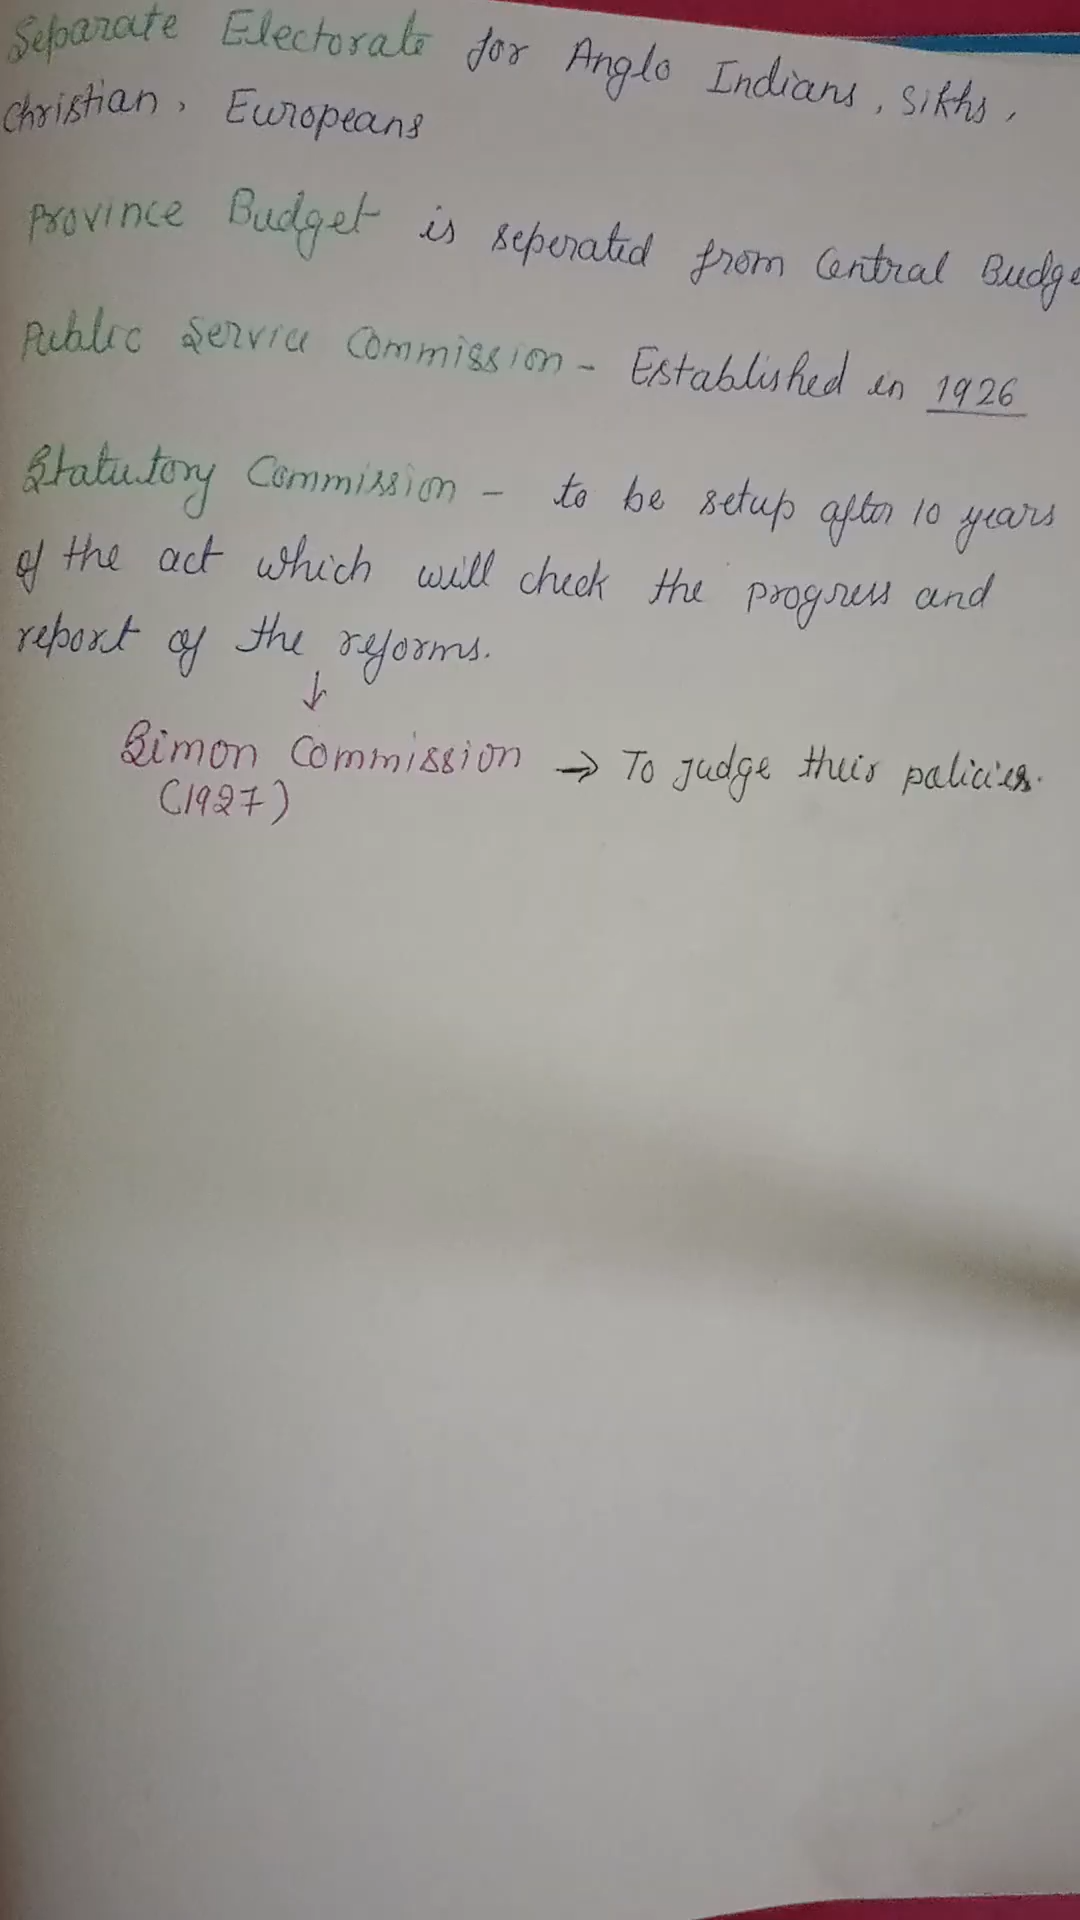 Separate Electorate for Anglo Indians, Sikhs,
Christian, Europeans
Province Budget is seperated from Central Budge
Public Service Commission - Established in 1926
Statutory Commission - to be setup after 10 years
of the act which will check the progress and
report of the reforms.
↓
Simon Commission → To judge their policies.
(1927)